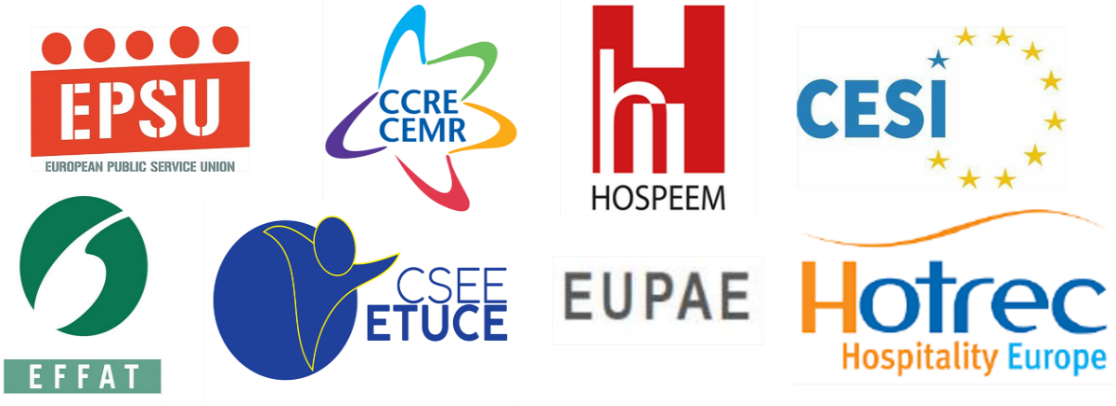 EPSU
EUROPEAN PUBLIC SERVICE UNION
CCRE
CEMR
HOSPEEM
CESI
EFFAT
CSEE
ETUCE
EUPAE
Hotrec
Hospitality Europe